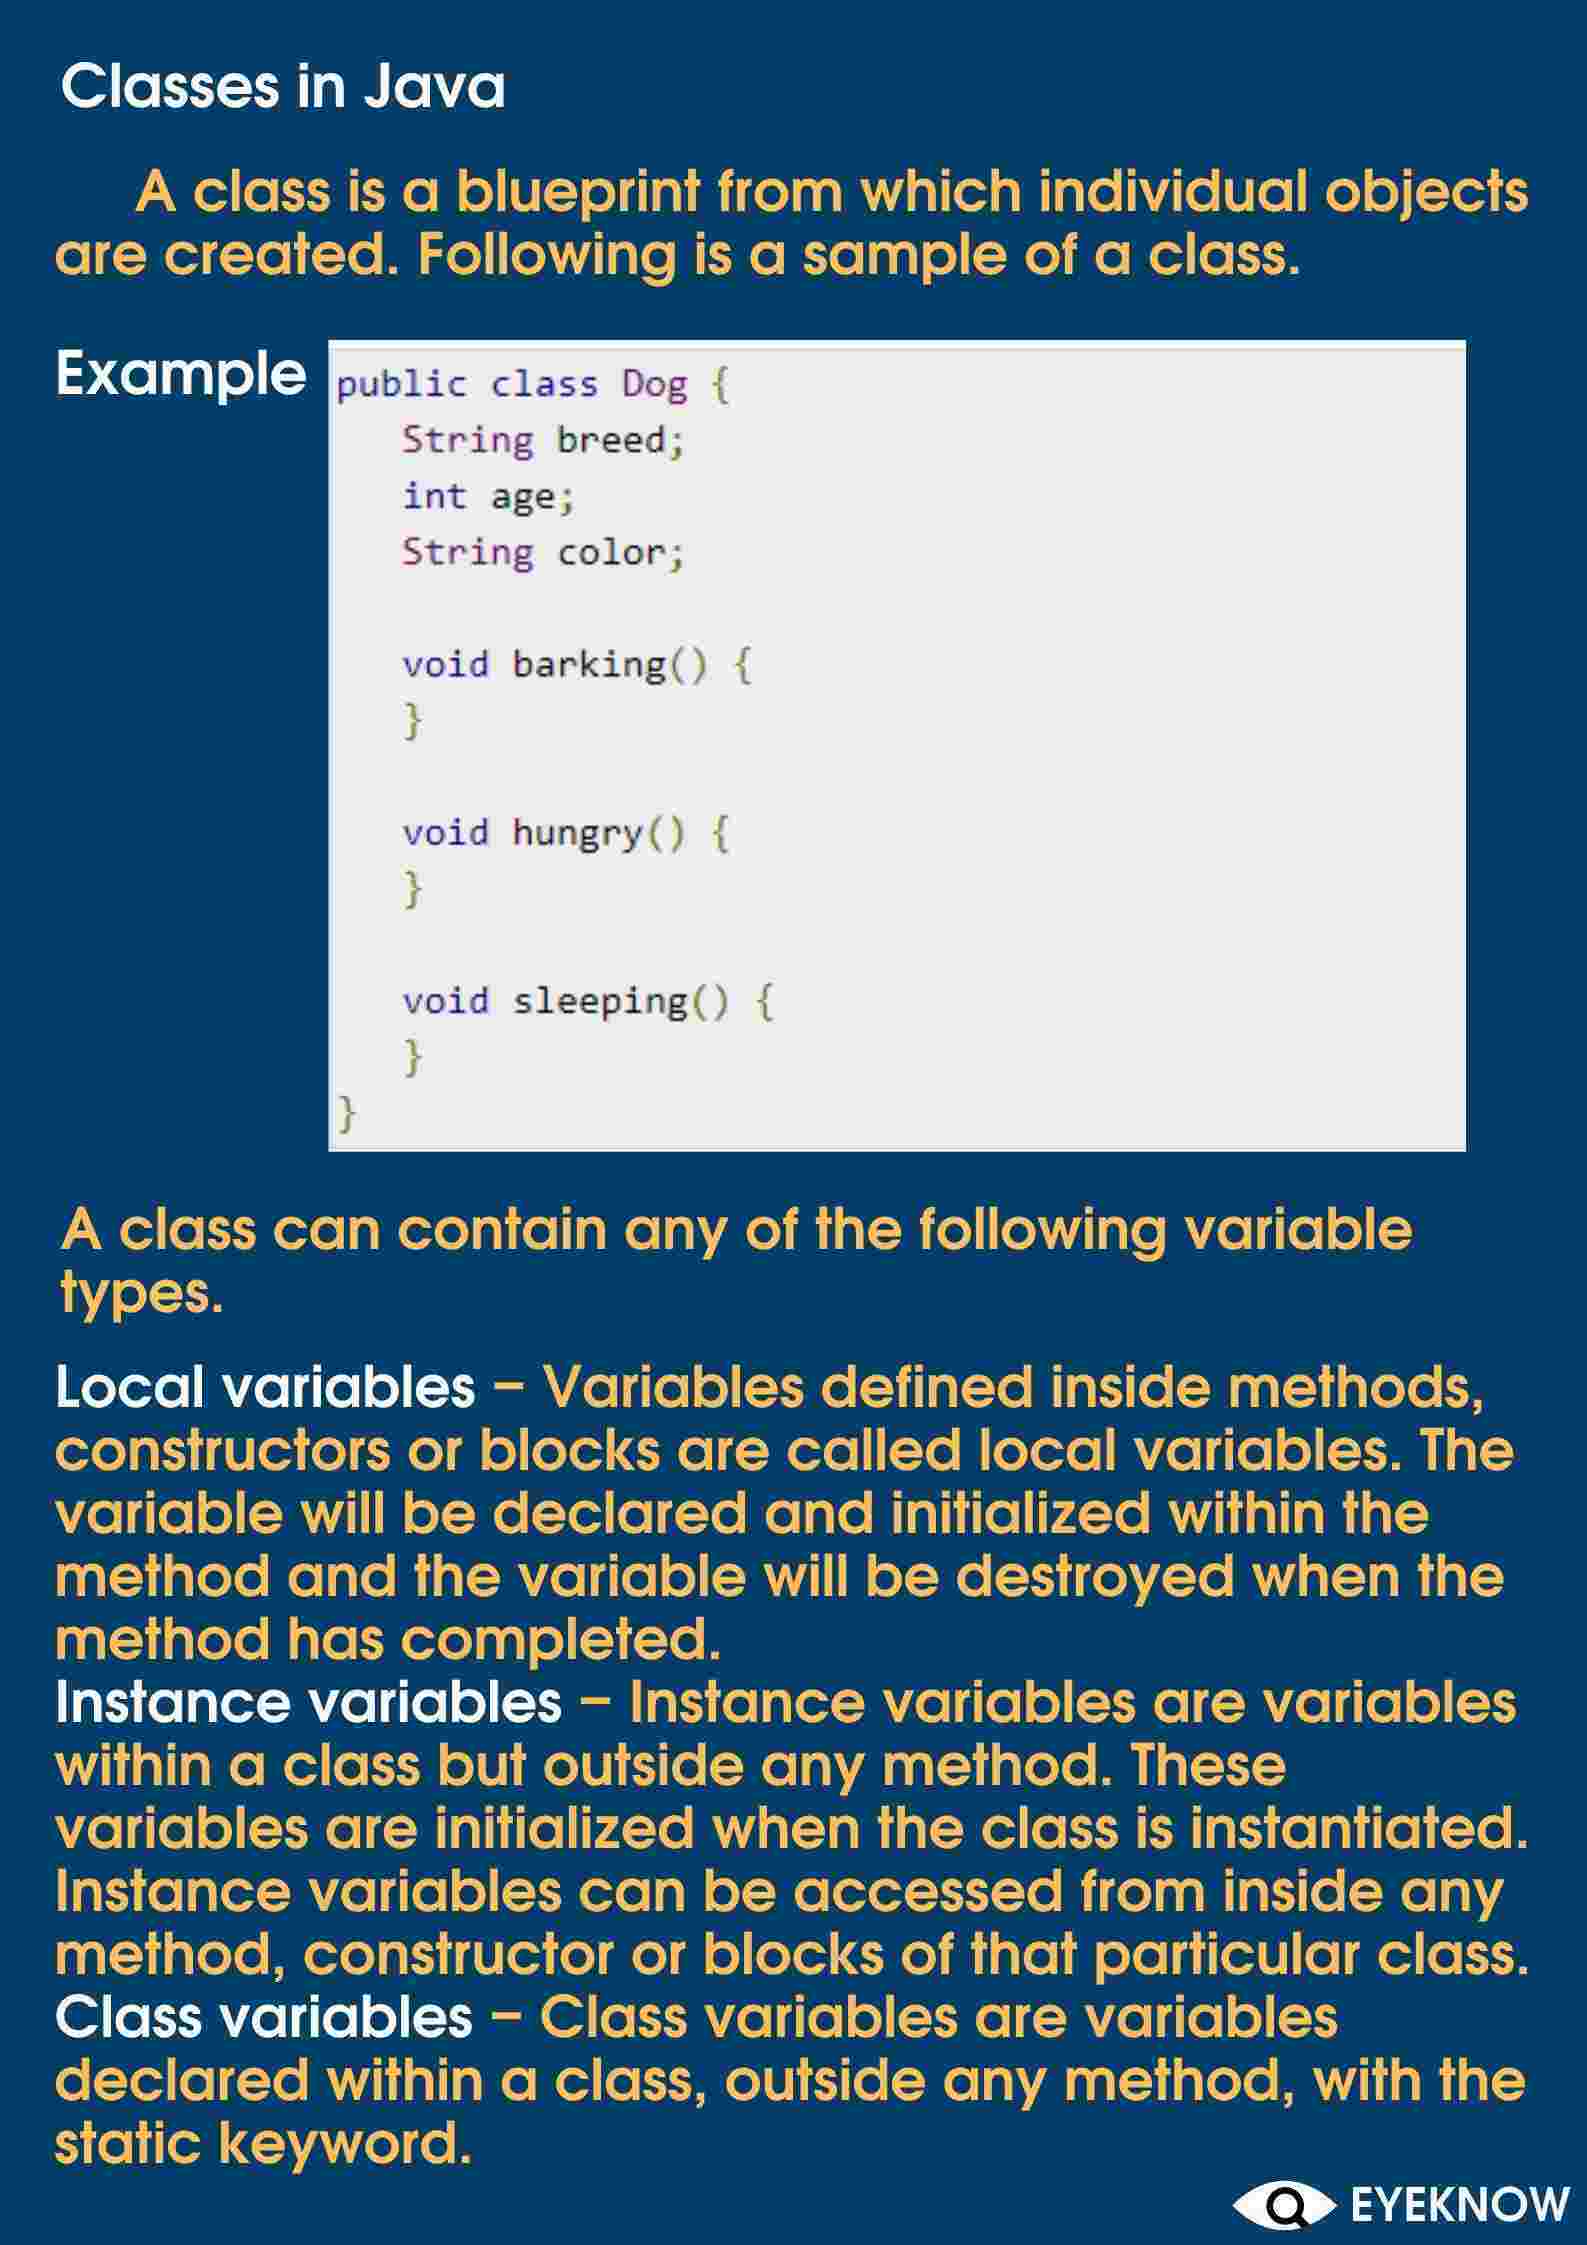 Classes in Java
A class is a blueprint from which individual objects
are created. Following is a sample of a class.
Example
public class Dog {
String breed;
int age;
String color;
void barking() {
}
void hungry() {
}
void sleeping() {
}
}
A class can contain any of the following variable
types.
Local variables – Variables defined inside methods,
constructors or blocks are called local variables. The
variable will be declared and initialized within the
method and the variable will be destroyed when the
method has completed.
Instance variables – Instance variables are variables
within a class but outside any method. These
variables are initialized when the class is instantiated.
Instance variables can be accessed from inside any
method, constructor or blocks of that particular class.
Class variables – Class variables are variables
declared within a class, outside any method, with the
static keyword.
EYEKNOW